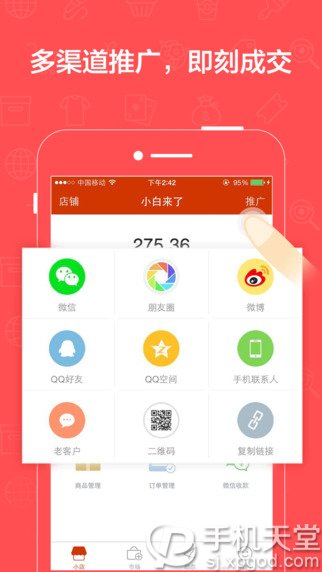 多渠道推广，即刻成交
中国移动 下午2:42 95%
店铺 小白来了 推广
275.36
微信 朋友圈 微博
QQ好友 QQ空间 手机联系人
老客户 二维码 复制链接
商品管理 订单管理 微信收款
小店 市场
手机天堂
sj.xpgod.com